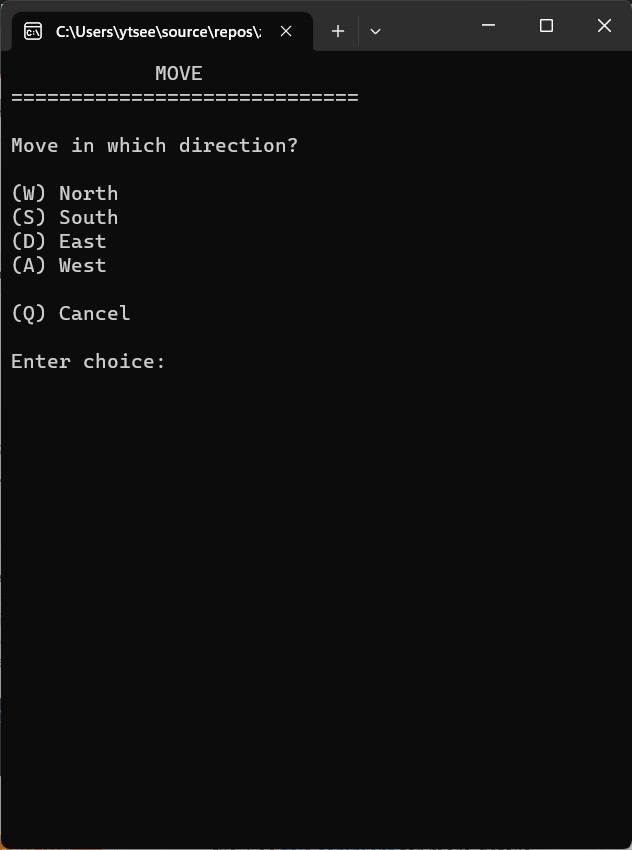 C:\Users\ytsee\source\repos\
MOVE
=============================
Move in which direction?
(W) North
(S) South
(D) East
(A) West
(Q) Cancel
Enter choice: